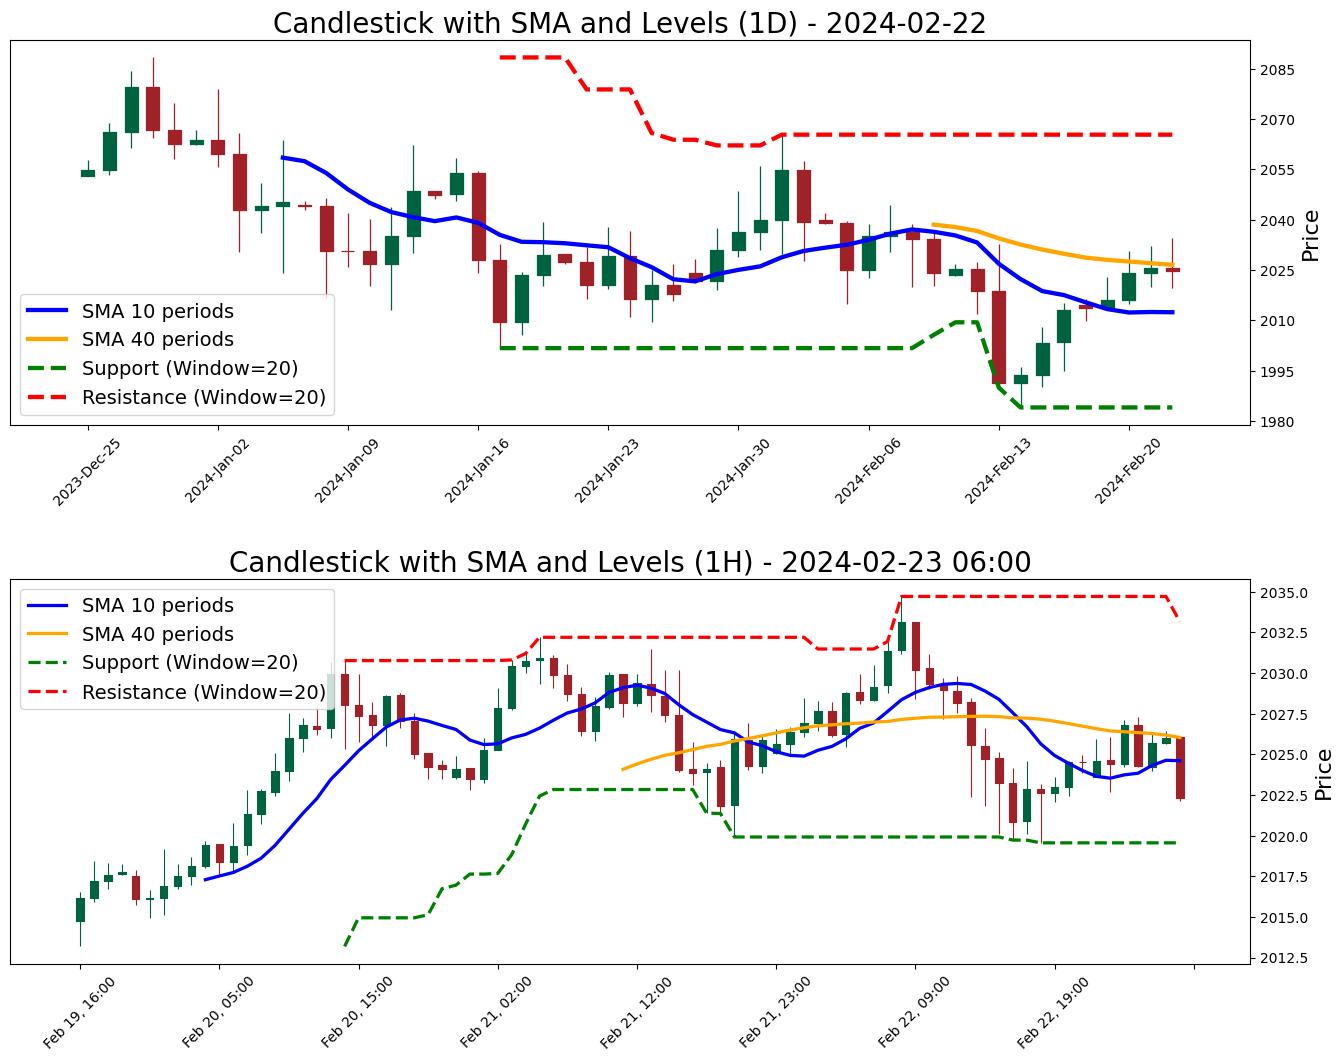 Candlestick with SMA and Levels (1D) - 2024-02-22
2085
2070
2055
2040
2025
2010
1995
1980
Price
SMA 10 periods
SMA 40 periods
Support (Window=20)
Resistance (Window=20)
2023-Dec-25
2024-Jan-02
2024-Jan-09
2024-Jan-16
2024-Jan-23
2024-Jan-30
2024-Feb-06
2024-Feb-13
2024-Feb-20
Candlestick with SMA and Levels (1H) - 2024-02-23 06:00
SMA 10 periods
SMA 40 periods
Support (Window=20)
Resistance (Window=20)
2035.0
2032.5
2030.0
2027.5
2025.0
2022.5
2020.0
2017.5
2015.0
2012.5
Price
Feb 19, 16:00
Feb 20, 05:00
Feb 20, 15:00
Feb 21, 02:00
Feb 21, 12:00
Feb 21, 23:00
Feb 22, 09:00
Feb 22, 19:00